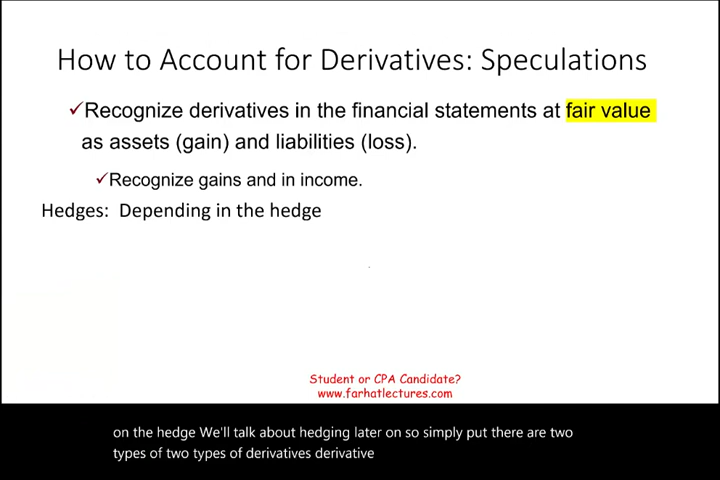 How to Account for Derivatives: Speculations
✓Recognize derivatives in the financial statements at fair value
as assets (gain) and liabilities (loss).
✓Recognize gains and in income.
Hedges: Depending in the hedge
Student or CPA Candidate?
www.farhatlectures.com
on the hedge We'll talk about hedging later on so simply put there are two
types of two types of derivatives derivative